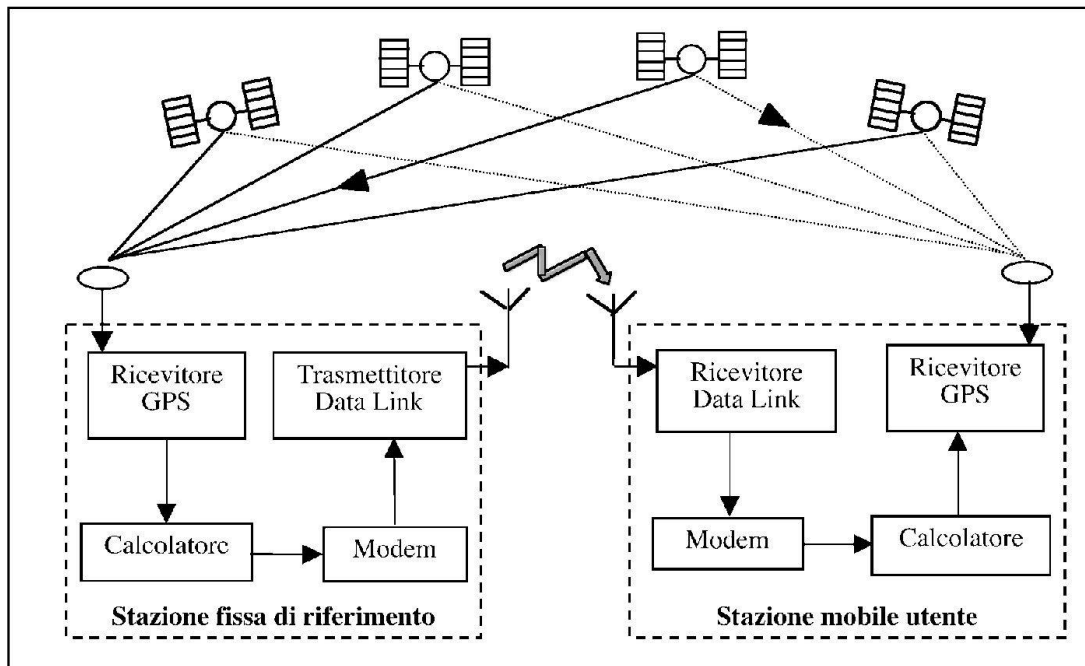 Ricevitore
GPS
Trasmettitore
Data Link
Calcolatore
Modem
Stazione fissa di riferimento
Ricevitore
Data Link
Ricevitore
GPS
Modem
Calcolatore
Stazione mobile utente